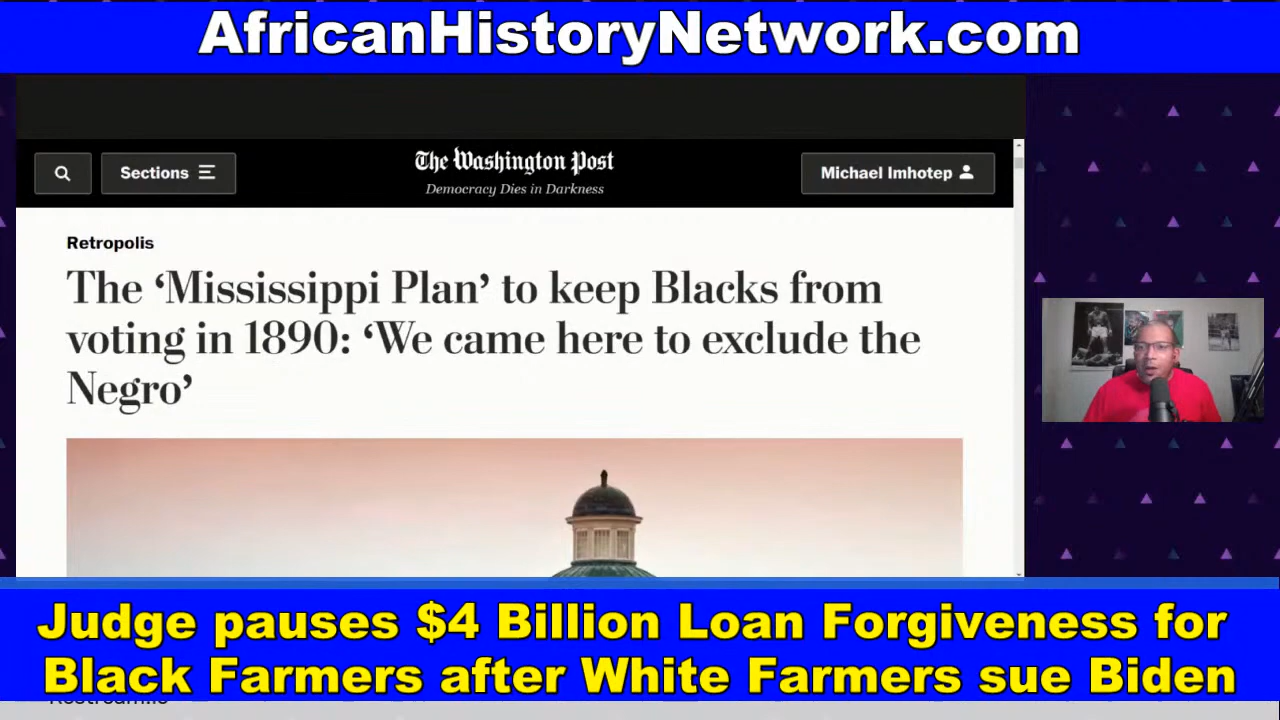 AfricanHistoryNetwork.com
Sections
The Washington Post
Democracy Dies in Darkness
Michael Imhotep
Retropolis
The ‘Mississippi Plan’ to keep Blacks from
voting in 1890: ‘We came here to exclude the
Negro’
Judge pauses $4 Billion Loan Forgiveness for
Black Farmers after White Farmers sue Biden
Restream.io